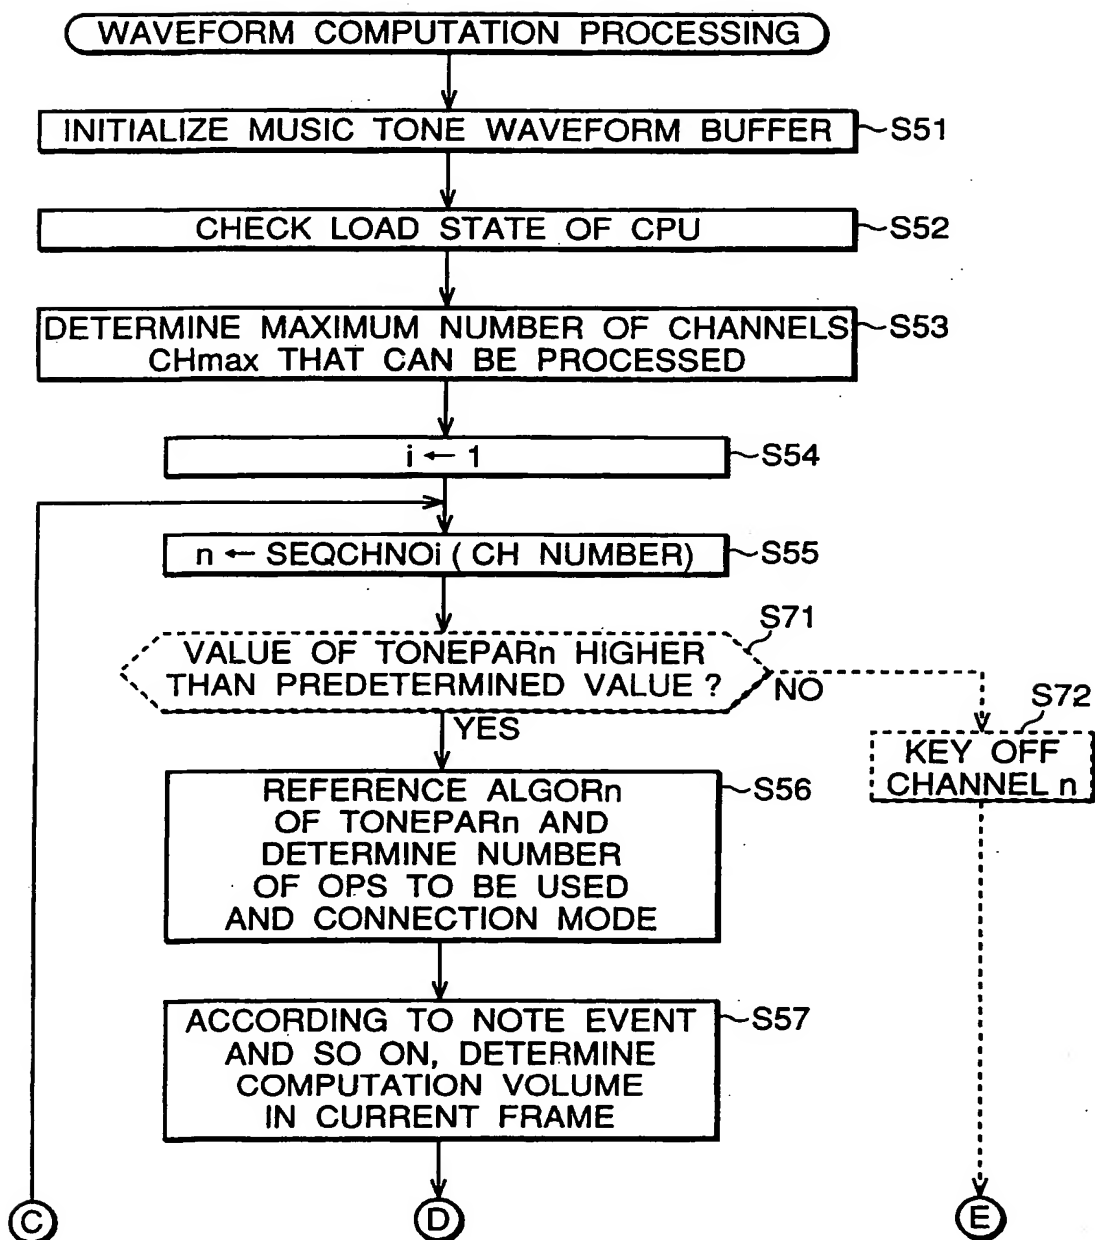 WAVEFORM COMPUTATION PROCESSING
INITIALIZE MUSIC TONE WAVEFORM BUFFER
S51
CHECK LOAD STATE OF CPU
S52
DETERMINE MAXIMUM NUMBER OF CHANNELS
CHmax THAT CAN BE PROCESSED
S53
i ← 1
S54
n ← SEQCHNOi ( CH NUMBER)
S55
S71
VALUE OF TONEPARn HIGHER
THAN PREDETERMINED VALUE ?
NO
YES
S72
KEY OFF
CHANNEL n
REFERENCE ALGORn
OF TONEPARn AND
DETERMINE NUMBER
OF OPS TO BE USED
AND CONNECTION MODE
S56
ACCORDING TO NOTE EVENT
AND SO ON, DETERMINE
COMPUTATION VOLUME
IN CURRENT FRAME
S57
C
D
E